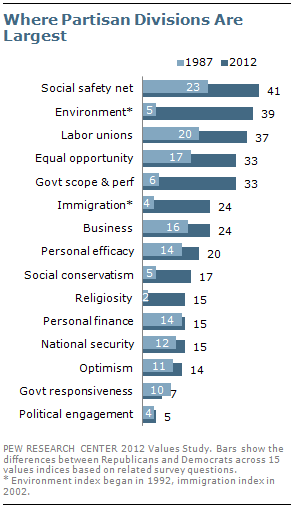 Where Partisan Divisions Are
Largest
1987 2012
Social safety net 23 41
Environment* 5 39
Labor unions 20 37
Equal opportunity 17 33
Govt scope & perf 6 33
Immigration* 4 24
Business 16 24
Personal efficacy 14 20
Social conservatism 5 17
Religiosity 2 15
Personal finance 14 15
National security 12 15
Optimism 11 14
Govt responsiveness 10 7
Political engagement 4 5
PEW RESEARCH CENTER 2012 Values Study. Bars show the
differences between Republicans and Democrats across 15
values indices based on related survey questions.
* Environment index began in 1992, immigration index in
2002.